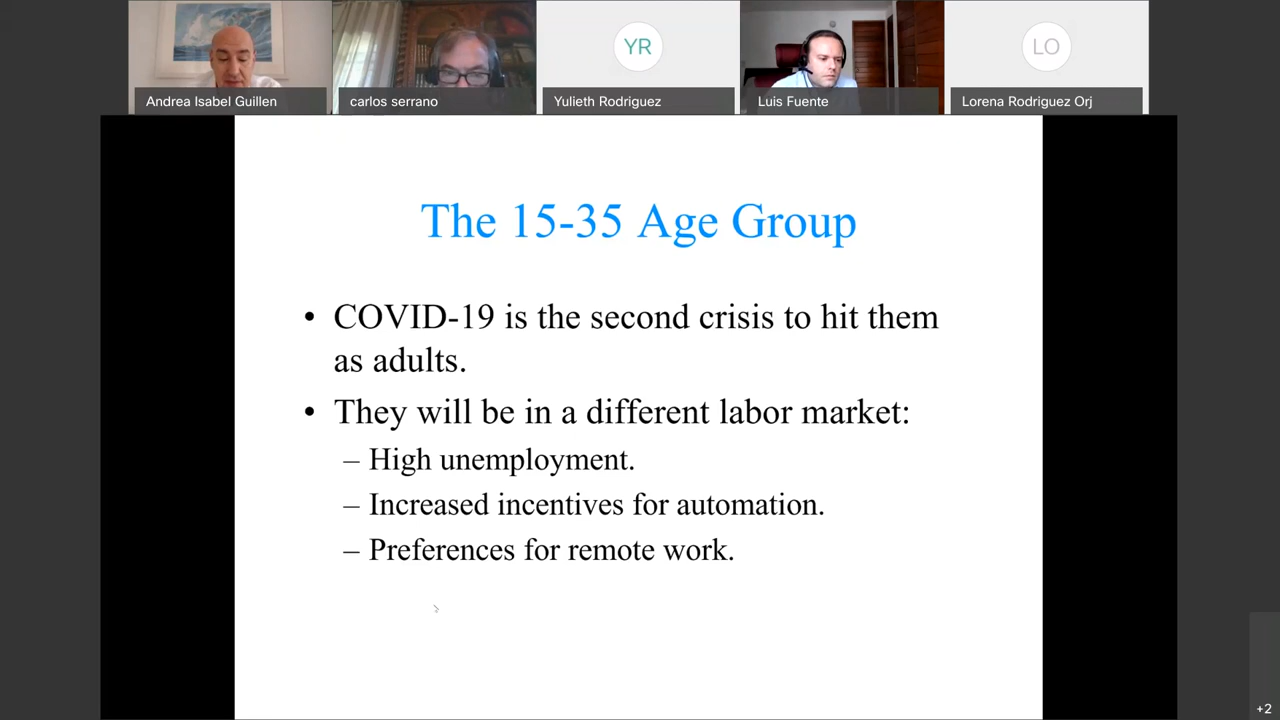 YR
LO
Andrea Isabel Guillen
carlos serrano
Yulieth Rodriguez
Luis Fuente
Lorena Rodriguez Orj
The 15-35 Age Group
• COVID-19 is the second crisis to hit them
as adults.
• They will be in a different labor market:
– High unemployment.
– Increased incentives for automation.
– Preferences for remote work.
+2